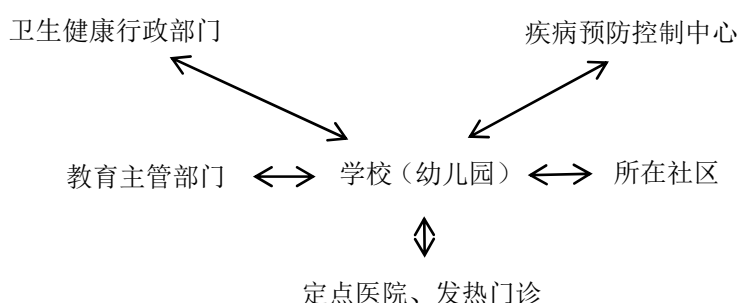 卫生健康行政部门
疾病预防控制中心
教育主管部门
学校（幼儿园）
所在社区
定点医院、发热门诊